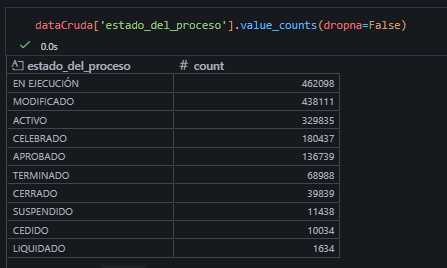 dataCruda['estado_del_proceso'].value_counts(dropna=False)
0.0s
estado_del_proceso # count
EN EJECUCIÓN 462098
MODIFICADO 438111
ACTIVO 329835
CELEBRADO 180437
APROBADO 136739
TERMINADO 68988
CERRADO 39839
SUSPENDIDO 11438
CEDIDO 10034
LIQUIDADO 1634